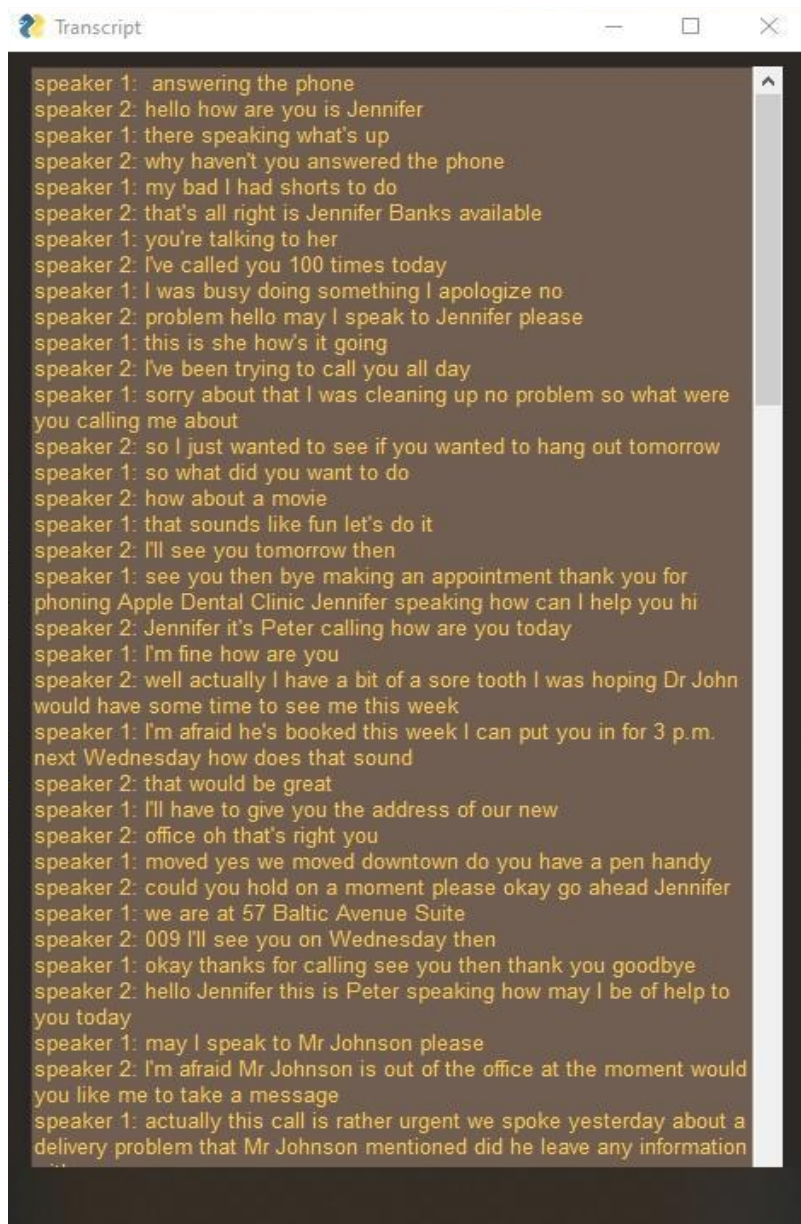 Transcript
speaker 1:  answering the phone
speaker 2: hello how are you is Jennifer
speaker 1: there speaking what's up
speaker 2: why haven't you answered the phone
speaker 1: my bad I had shorts to do
speaker 2: that's all right is Jennifer Banks available
speaker 1: you're talking to her
speaker 2: I've called you 100 times today
speaker 1: I was busy doing something I apologize no
speaker 2: problem hello may I speak to Jennifer please
speaker 1: this is she how's it going
speaker 2: I've been trying to call you all day
speaker 1: sorry about that I was cleaning up no problem so what were
you calling me about
speaker 2: so I just wanted to see if you wanted to hang out tomorrow
speaker 1: so what did you want to do
speaker 2: how about a movie
speaker 1: that sounds like fun let's do it
speaker 2: I'll see you tomorrow then
speaker 1: see you then bye making an appointment thank you for
phoning Apple Dental Clinic Jennifer speaking how can I help you hi
speaker 2: Jennifer it's Peter calling how are you today
speaker 1: I'm fine how are you
speaker 2: well actually I have a bit of a sore tooth I was hoping Dr John
would have some time to see me this week
speaker 1: I'm afraid he's booked this week I can put you in for 3 p.m.
next Wednesday how does that sound
speaker 2: that would be great
speaker 1: I'll have to give you the address of our new
speaker 2: office oh that's right you
speaker 1: moved yes we moved downtown do you have a pen handy
speaker 2: could you hold on a moment please okay go ahead Jennifer
speaker 1: we are at 57 Baltic Avenue Suite
speaker 2: 009 I'll see you on Wednesday then
speaker 1: okay thanks for calling see you then thank you goodbye
speaker 2: hello Jennifer this is Peter speaking how may I be of help to
you today
speaker 1: may I speak to Mr Johnson please
speaker 2: I'm afraid Mr Johnson is out of the office at the moment would
you like me to take a message
speaker 1: actually this call is rather urgent we spoke yesterday about a
delivery problem that Mr Johnson mentioned did he leave any information